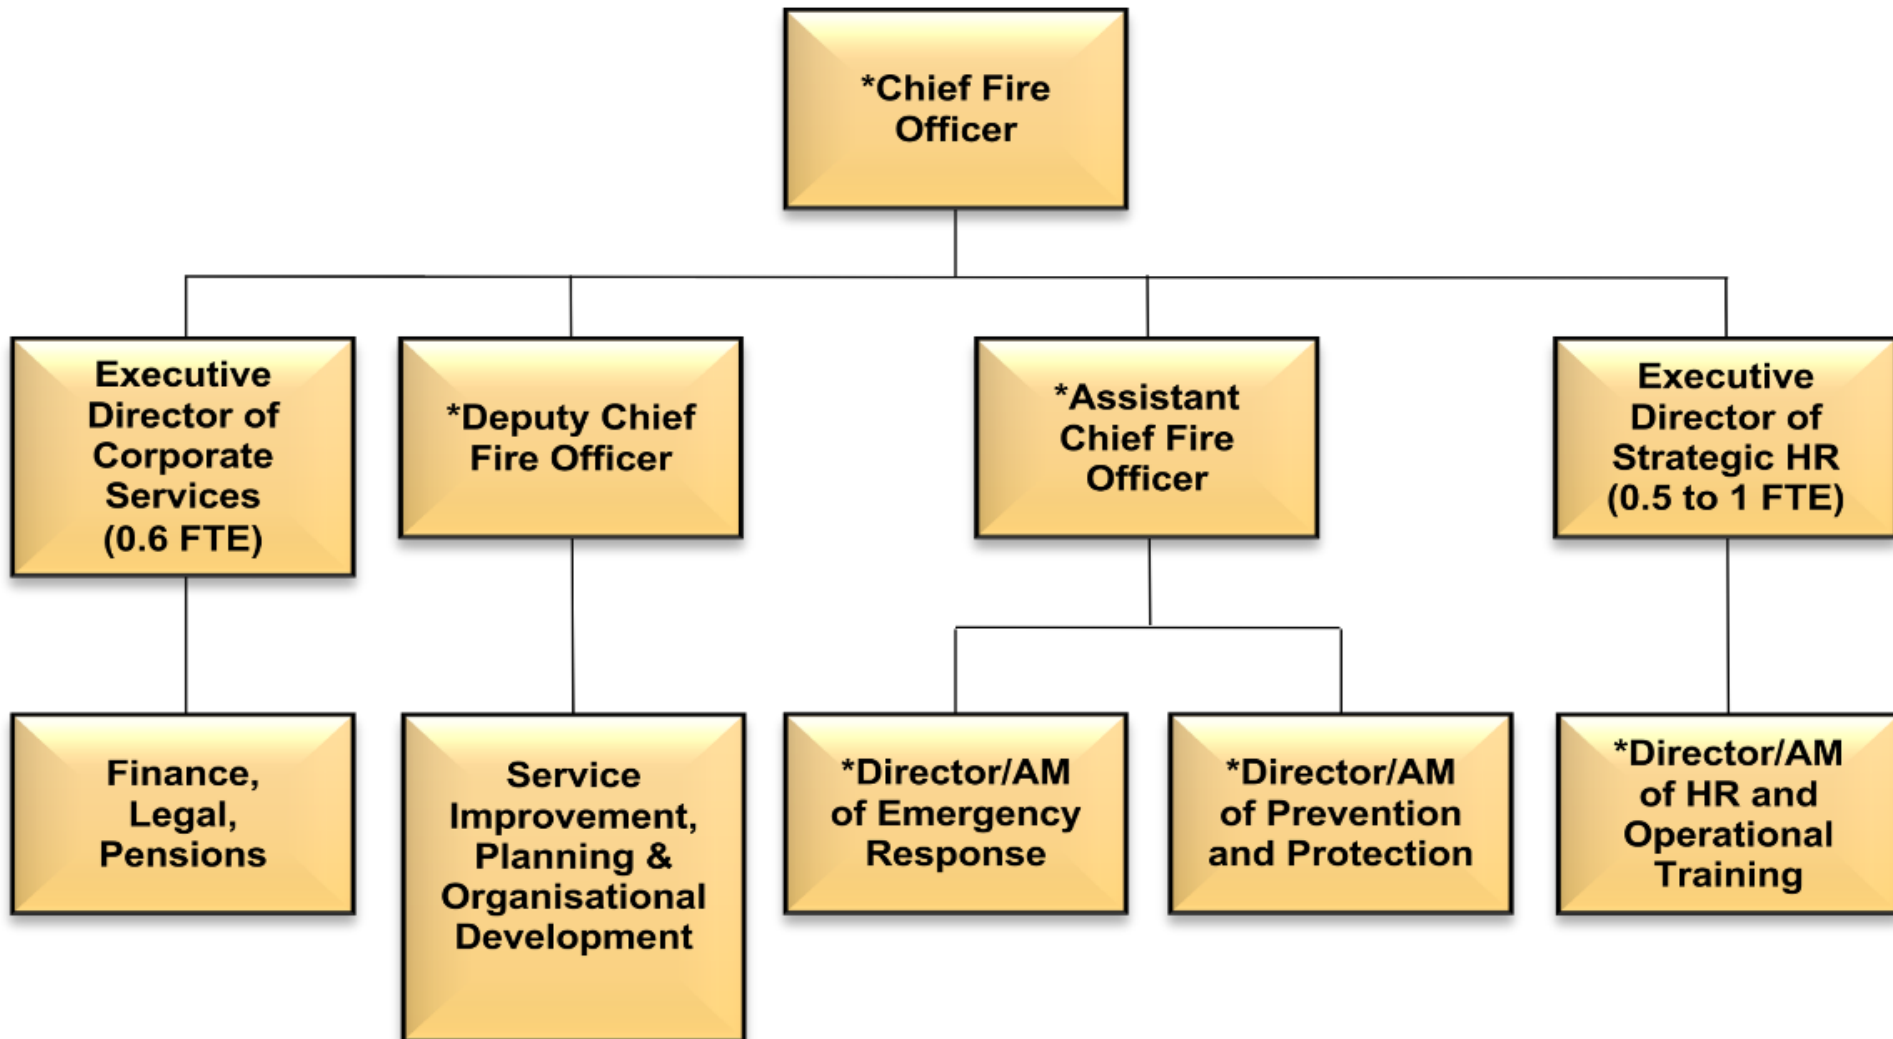 *Chief Fire
Officer
Executive
Director of
Corporate
Services
(0.6 FTE)
*Deputy Chief
Fire Officer
*Assistant
Chief Fire
Officer
Executive
Director of
Strategic HR
(0.5 to 1 FTE)
Finance,
Legal,
Pensions
Service
Improvement,
Planning &
Organisational
Development
*Director/AM
of Emergency
Response
*Director/AM
of Prevention
and Protection
*Director/AM
of HR and
Operational
Training